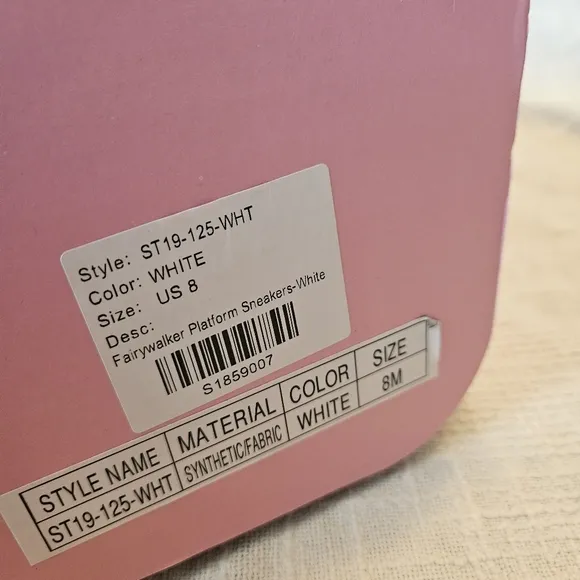 Style: ST19-125-WHT
Color: WHITE
Size: US 8
Desc:
Fairywalker Platform Sneakers-White
S1859007
STYLE NAME MATERIAL COLOR SIZE
ST19-125-WHT SYNTHETIC/FABRIC WHITE 8M